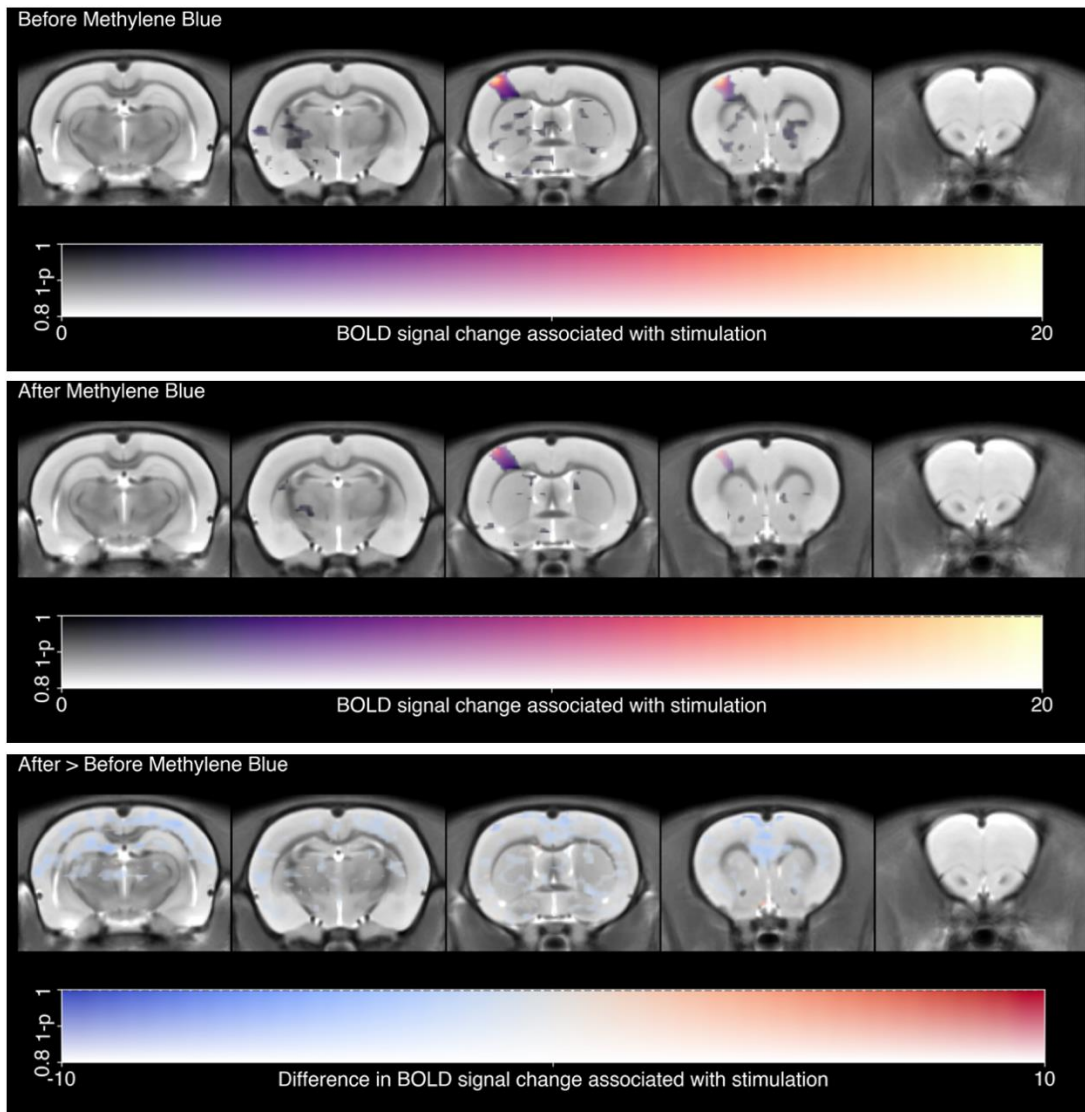 Before Methylene Blue
0.8 1-p 1
0 BOLD signal change associated with stimulation 20
After Methylene Blue
0.8 1-p 1
0 BOLD signal change associated with stimulation 20
After > Before Methylene Blue
0.8 1-p 1
-10 Difference in BOLD signal change associated with stimulation 10